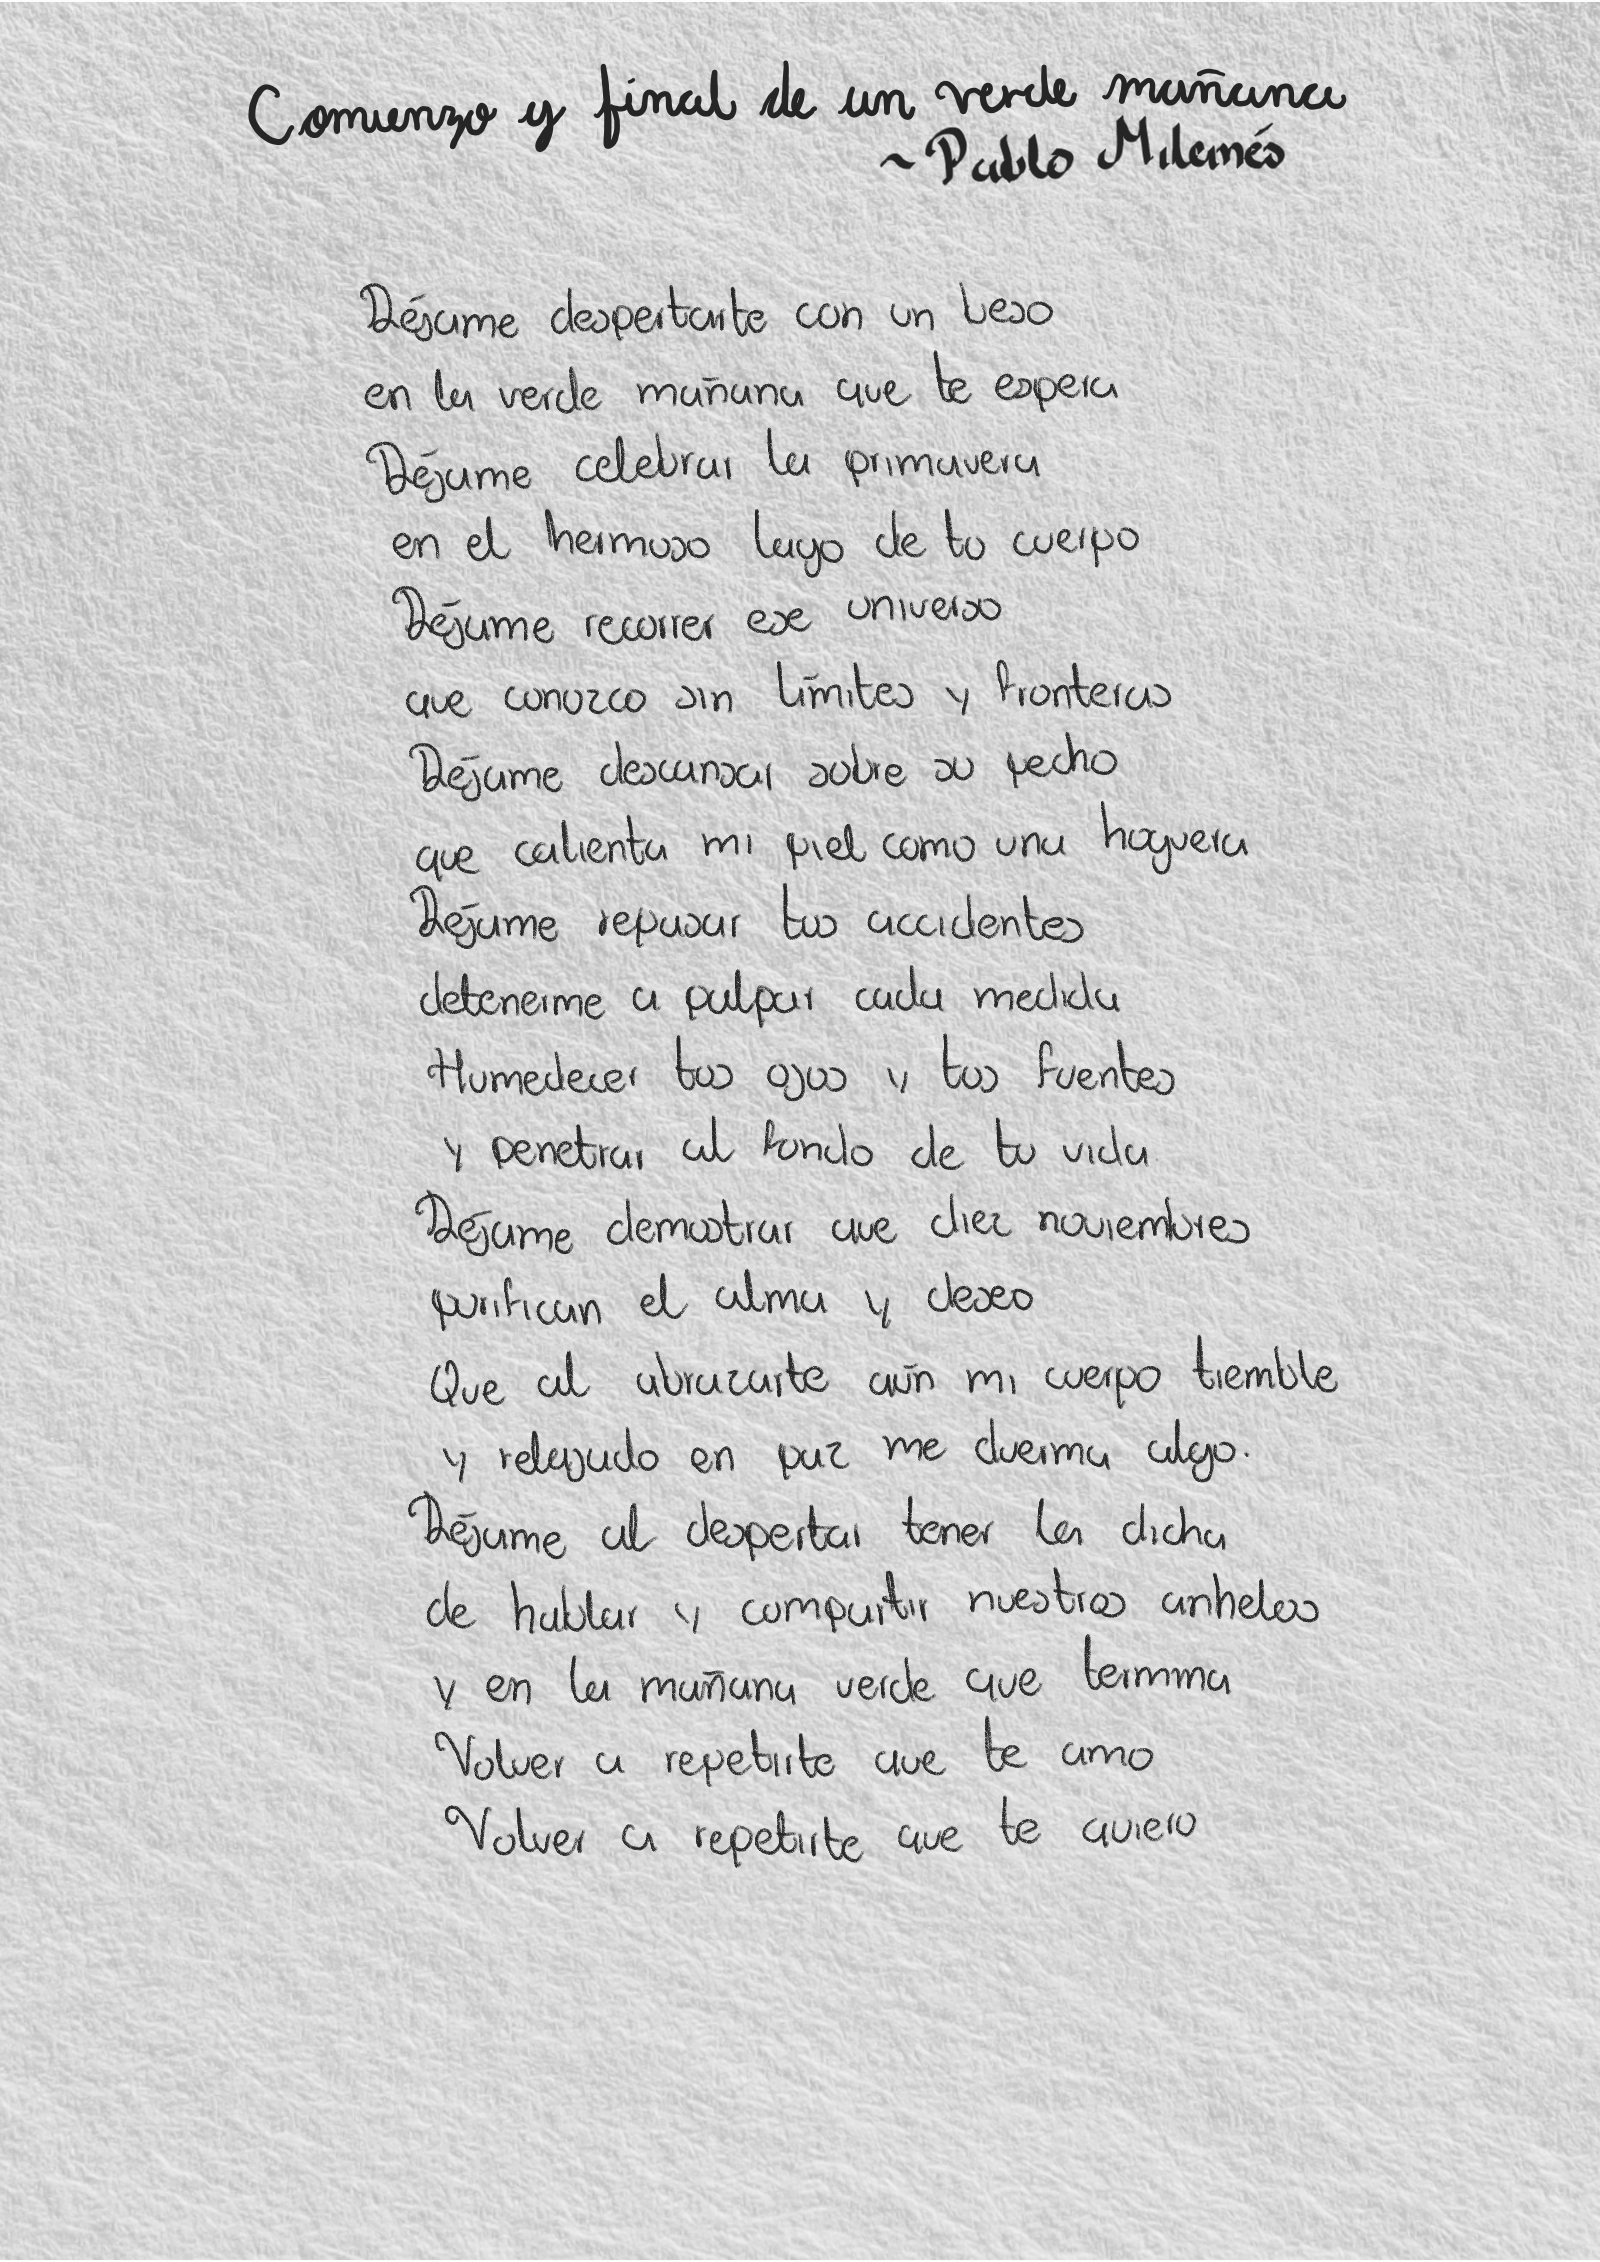 Comienzo y final de un verde mañana
~Pablo Milanés
Déjame despertarte con un beso
en la verde mañana que te espera
Déjame celebrar la primavera
en el hermoso lago de tu cuerpo
Déjame recorrer ese universo
que conozco sin límites y fronteras
Déjame descansar sobre su pecho
que calienta mi piel como una hoguera
Déjame repasar tus accidentes
detenerme a palpar cada medida
Humedecer tus ojos y tus fuentes
y penetrar al fondo de tu vida
Déjame demostrar que diez noviembres
purifican el alma y deseo
Que al abrazarte aún mi cuerpo tiemble
y relajado en paz me duerma algo.
Déjame al despertar tener la dicha
de hablar y compartir nuestros anhelos
y en la mañana verde que termina
Volver a repetirte que te amo
Volver a repetirte que te quiero